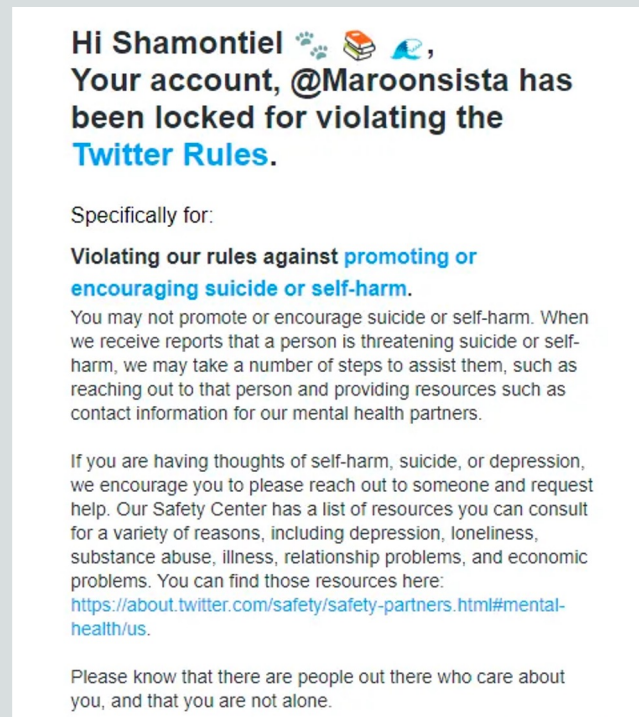 Hi Shamontiel 🐾 📚 🌊,
Your account, @Maroonsista has
been locked for violating the
Twitter Rules.
Specifically for:
Violating our rules against promoting or
encouraging suicide or self-harm.
You may not promote or encourage suicide or self-harm. When
we receive reports that a person is threatening suicide or self-
harm, we may take a number of steps to assist them, such as
reaching out to that person and providing resources such as
contact information for our mental health partners.
If you are having thoughts of self-harm, suicide, or depression,
we encourage you to please reach out to someone and request
help. Our Safety Center has a list of resources you can consult
for a variety of reasons, including depression, loneliness,
substance abuse, illness, relationship problems, and economic
problems. You can find those resources here:
https://about.twitter.com/safety/safety-partners.html#mental-
health/us.
Please know that there are people out there who care about
you, and that you are not alone.